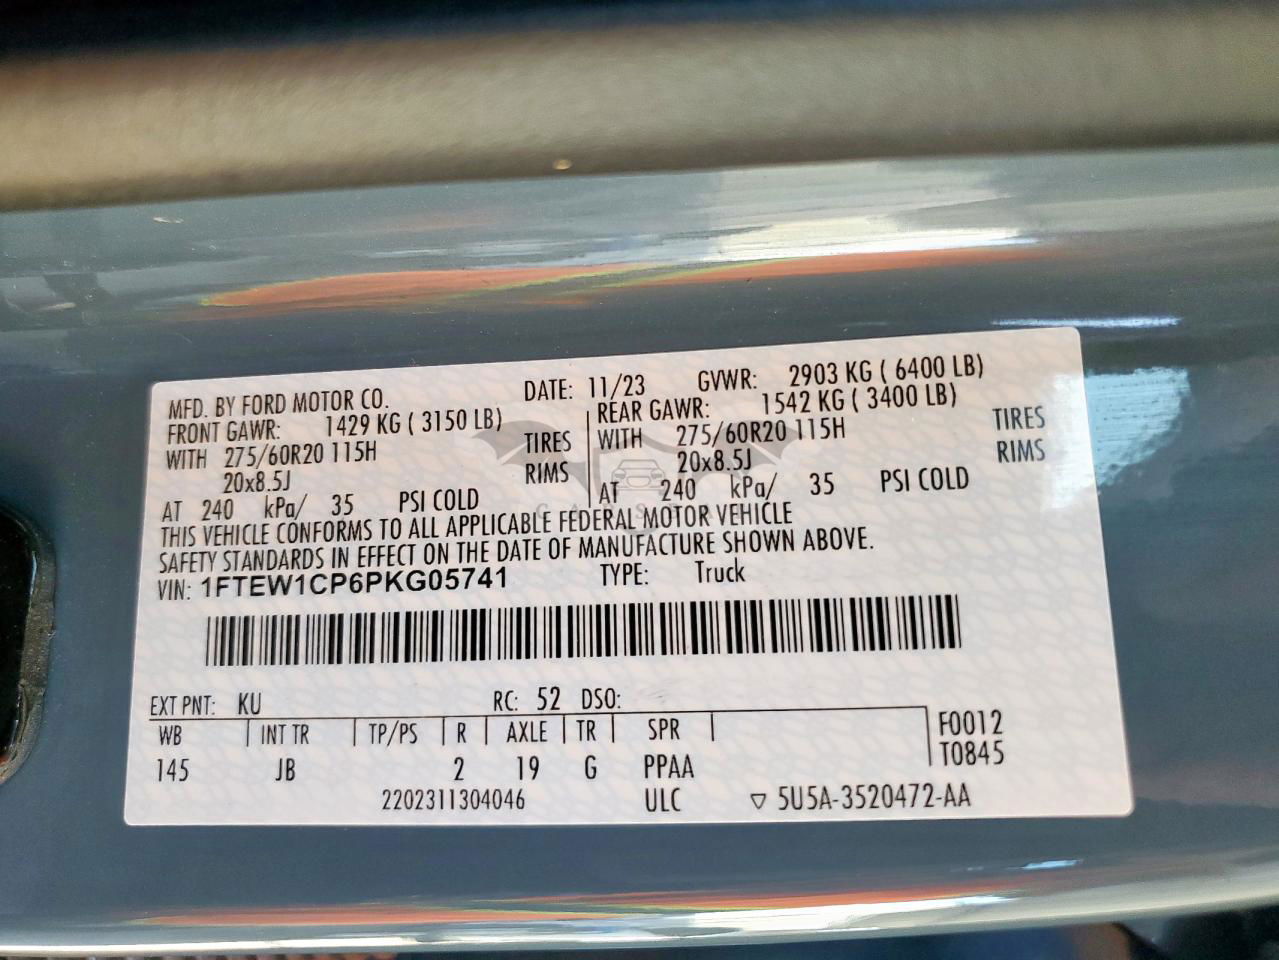 MFD. BY FORD MOTOR CO. DATE: 11/23 GVWR: 2903 KG ( 6400 LB)
FRONT GAWR: 1429 KG ( 3150 LB) REAR GAWR: 1542 KG ( 3400 LB)
WITH 275/60R20 115H TIRES WITH 275/60R20 115H TIRES
20x8.5J RIMS 20x8.5J RIMS
AT 240 kPa/ 35 PSI COLD AT 240 kPa/ 35 PSI COLD
THIS VEHICLE CONFORMS TO ALL APPLICABLE FEDERAL MOTOR VEHICLE
SAFETY STANDARDS IN EFFECT ON THE DATE OF MANUFACTURE SHOWN ABOVE.
VIN: 1FTEW1CP6PKG05741 TYPE: Truck
EXT PNT: KU RC: 52 DSO:
WB INT TR TP/PS R AXLE TR SPR F0012
145 JB 2 19 G PPAA T0845
2202311304046 ULC ▽ 5U5A-3520472-AA